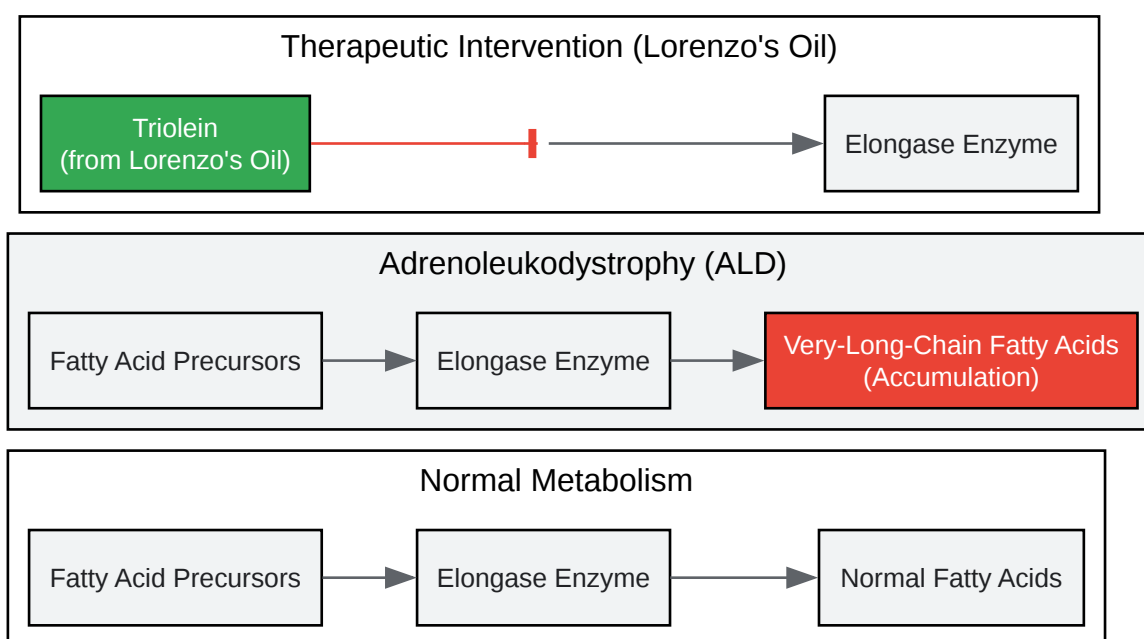 Therapeutic Intervention (Lorenzo's Oil)
Triolein
(from Lorenzo's Oil)
Elongase Enzyme
Adrenoleukodystrophy (ALD)
Fatty Acid Precursors
Elongase Enzyme
Very-Long-Chain Fatty Acids
(Accumulation)
Normal Metabolism
Fatty Acid Precursors
Elongase Enzyme
Normal Fatty Acids